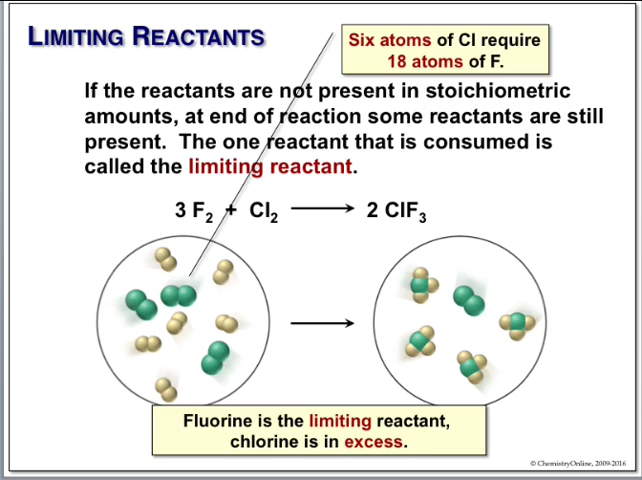 LIMITING REACTANTS
Six atoms of Cl require
18 atoms of F.
If the reactants are not present in stoichiometric
amounts, at end of reaction some reactants are still
present. The one reactant that is consumed is
called the limiting reactant.
3 F₂ + Cl₂ ⟶ 2 ClF₃
Fluorine is the limiting reactant,
chlorine is in excess.
© ChemistryOnline, 2009-2016